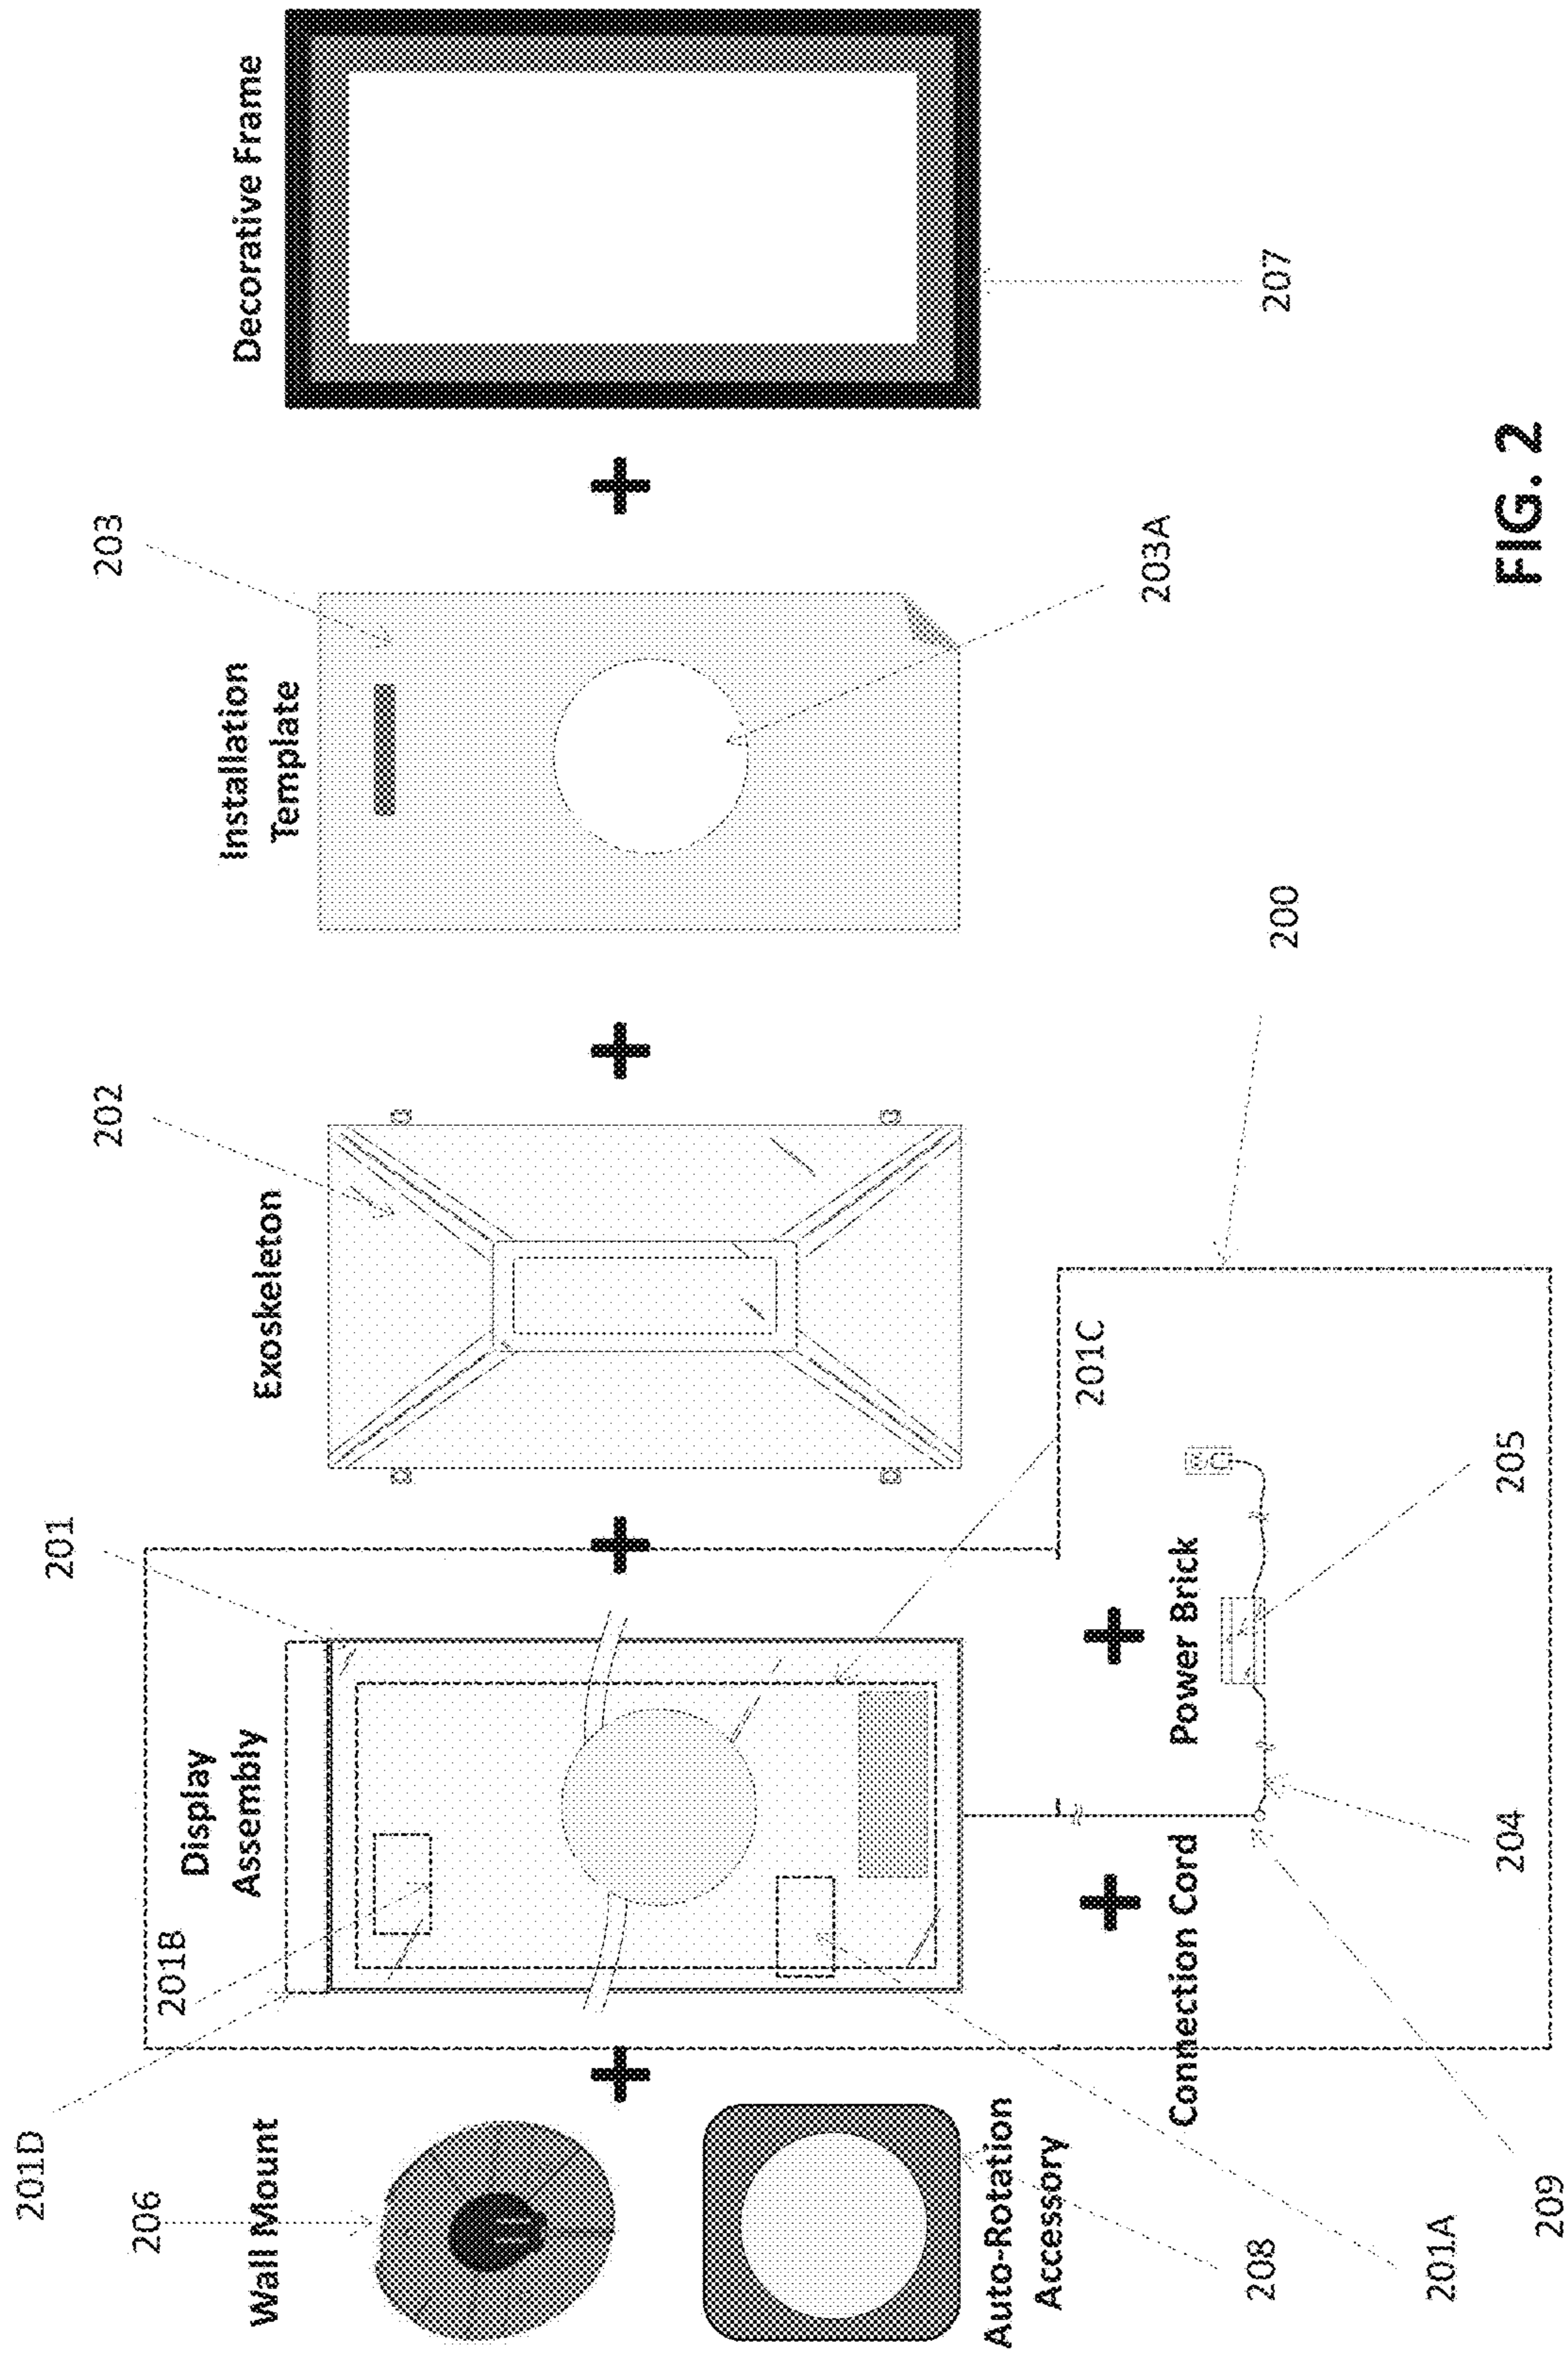 201D
206
Wall Mount
201B
Display
Assembly
201
Exoskeleton
202
Installation
Template
203
Decorative Frame
Auto-Rotation
Accessory
208
201A
209
Connection Cord
Power Brick
204
205
201C
200
203A
207
FIG. 2